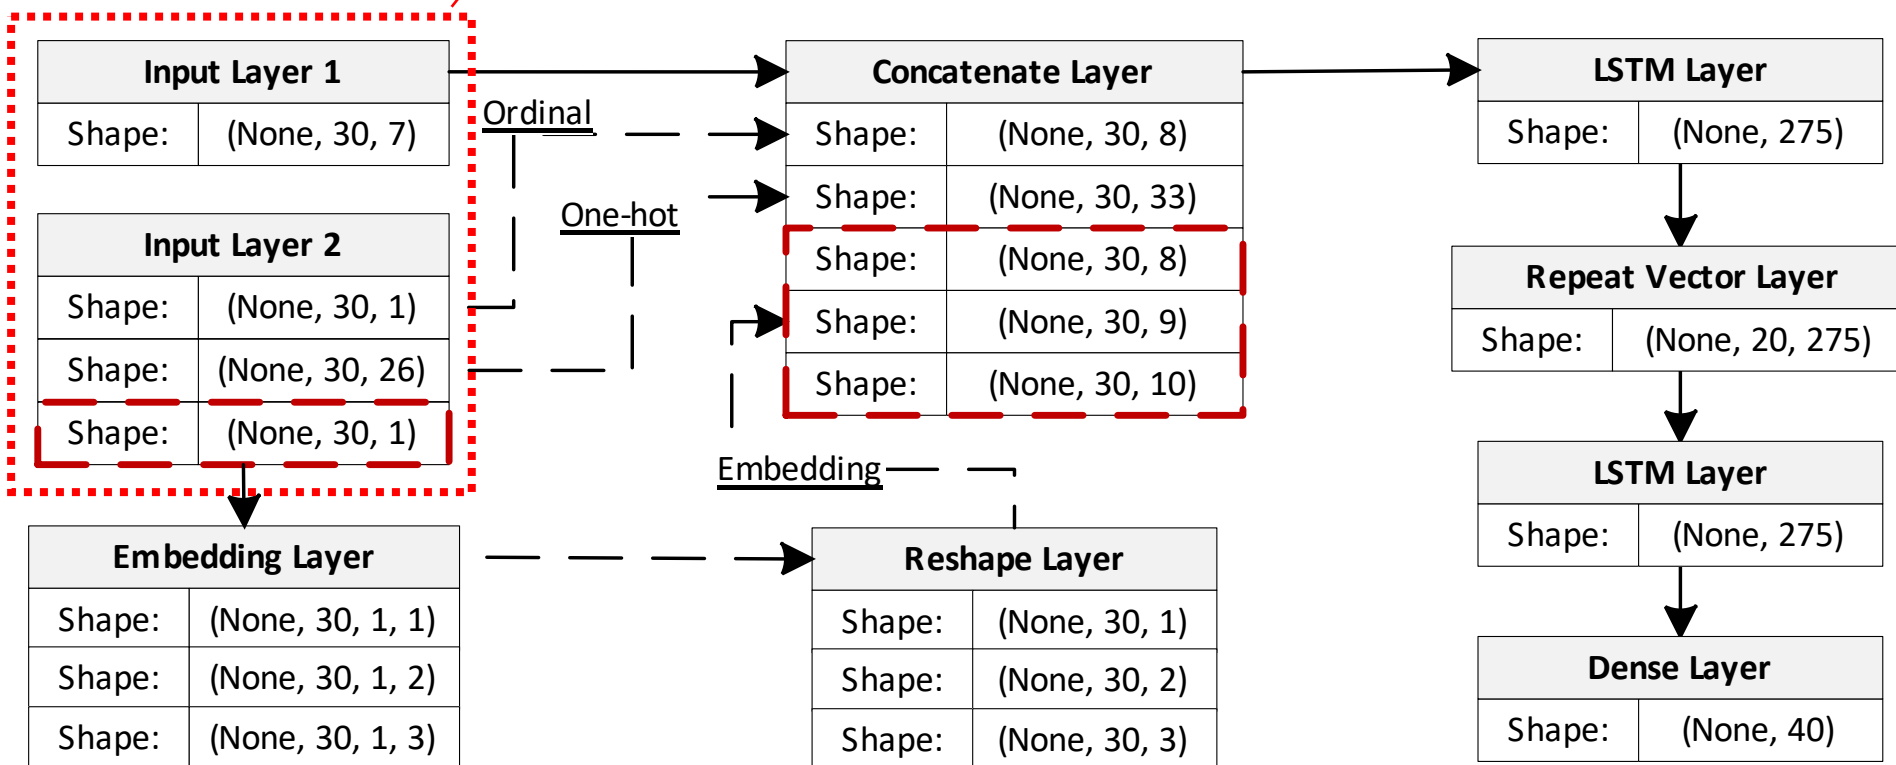 Input Layer 1
Shape: (None, 30, 7)
Input Layer 2
Shape: (None, 30, 1)
Shape: (None, 30, 26)
Shape: (None, 30, 1)
Ordinal
One-hot
Concatenate Layer
Shape: (None, 30, 8)
Shape: (None, 30, 33)
Shape: (None, 30, 8)
Shape: (None, 30, 9)
Shape: (None, 30, 10)
Embedding
Embedding Layer
Shape: (None, 30, 1, 1)
Shape: (None, 30, 1, 2)
Shape: (None, 30, 1, 3)
Reshape Layer
Shape: (None, 30, 1)
Shape: (None, 30, 2)
Shape: (None, 30, 3)
LSTM Layer
Shape: (None, 275)
Repeat Vector Layer
Shape: (None, 20, 275)
LSTM Layer
Shape: (None, 275)
Dense Layer
Shape: (None, 40)